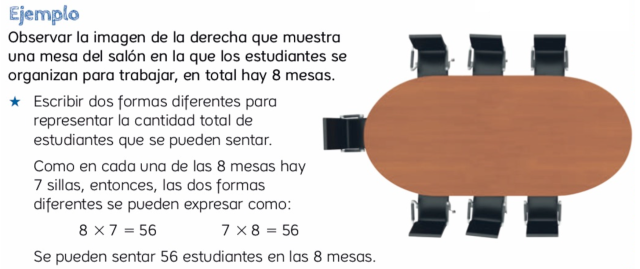 Ejemplo
Observar la imagen de la derecha que muestra
una mesa del salón en la que los estudiantes se
organizan para trabajar, en total hay 8 mesas.
★ Escribir dos formas diferentes para
representar la cantidad total de
estudiantes que se pueden sentar.
Como en cada una de las 8 mesas hay
7 sillas, entonces, las dos formas
diferentes se pueden expresar como:
8 × 7 = 56 7 × 8 = 56
Se pueden sentar 56 estudiantes en las 8 mesas.